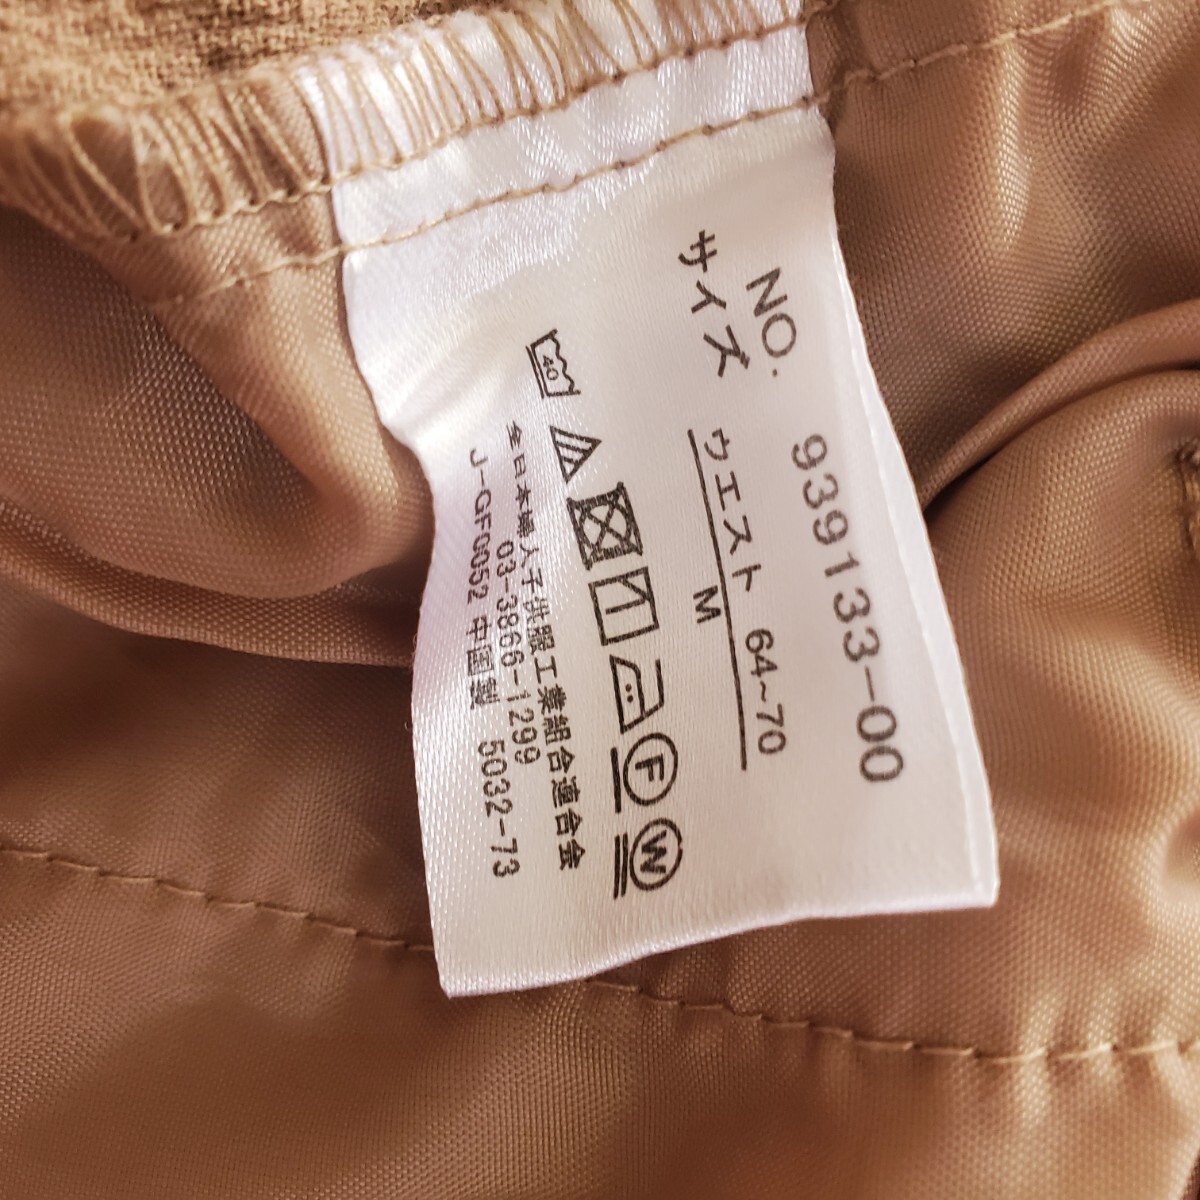 NO. 939133-00
サイズ ウエスト 64~70
M
40
F W
全日本婦人子供服工業組合連合会
03-3866-1299
J-GF0052 中国製 5032-73